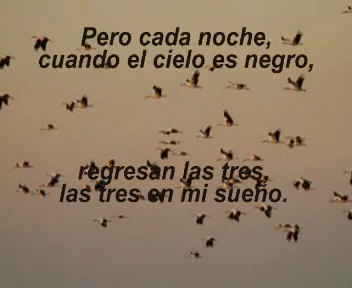 Pero cada noche,
cuando el cielo es negro,
regresan las tres,
las tres en mi sueño.